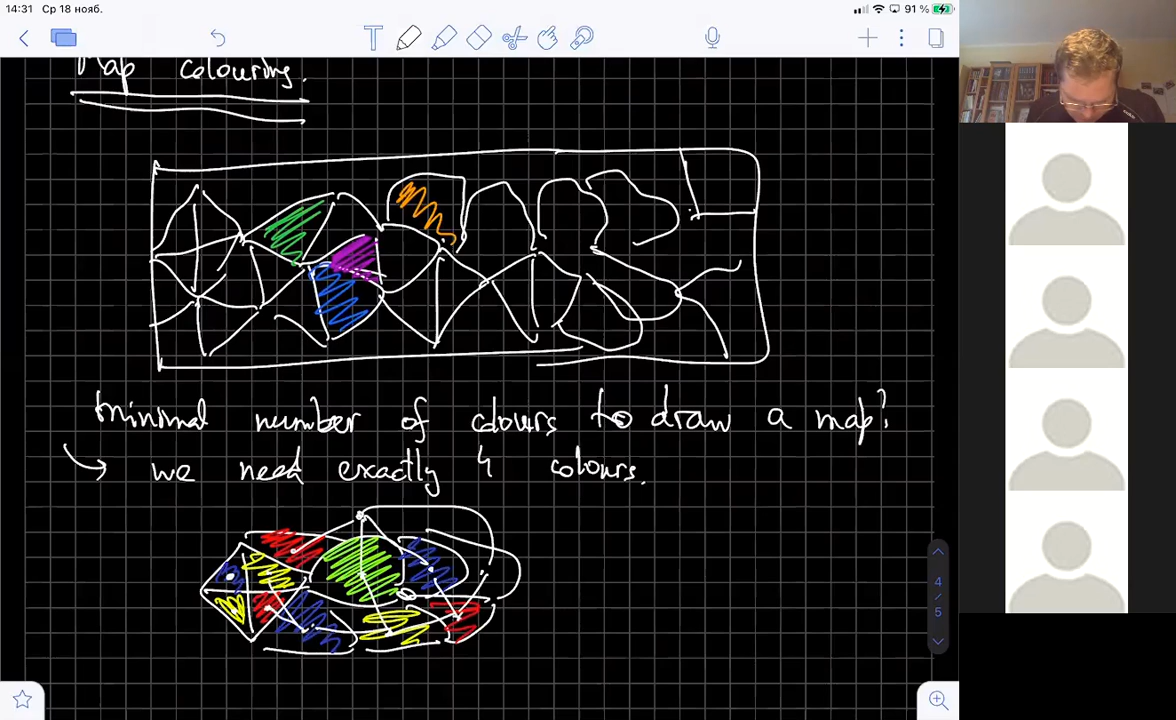 14:31 Ср 18 нояб. 91 %
T
Map colouring.
minimal number of colours to draw a map?
we need exactly 4 colours.
4
/
5